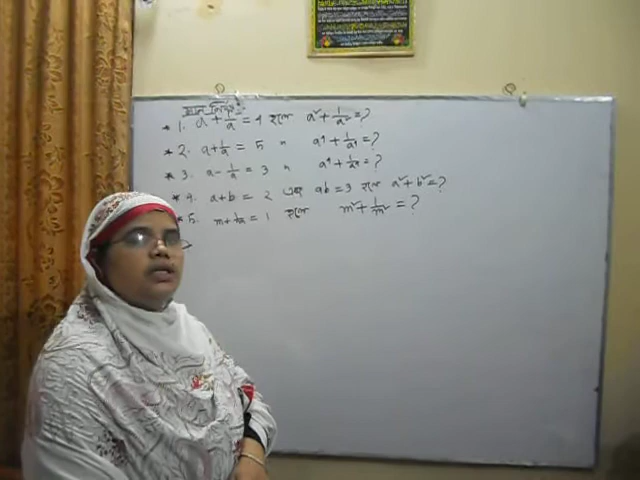 মান নির্ণয়:
* 1. a + 1/a = 4 হলে a² + 1/a² = ?
* 2. a + 1/a = 5 " a⁴ + 1/a⁴ = ?
* 3. a - 1/a = 3 " a⁴ + 1/a⁴ = ?
* 4. a + b = 2 এবং ab = 3 হলে a² + b² = ?
* 5. m + 1/m = 1 হলে m² + 1/m² = ?